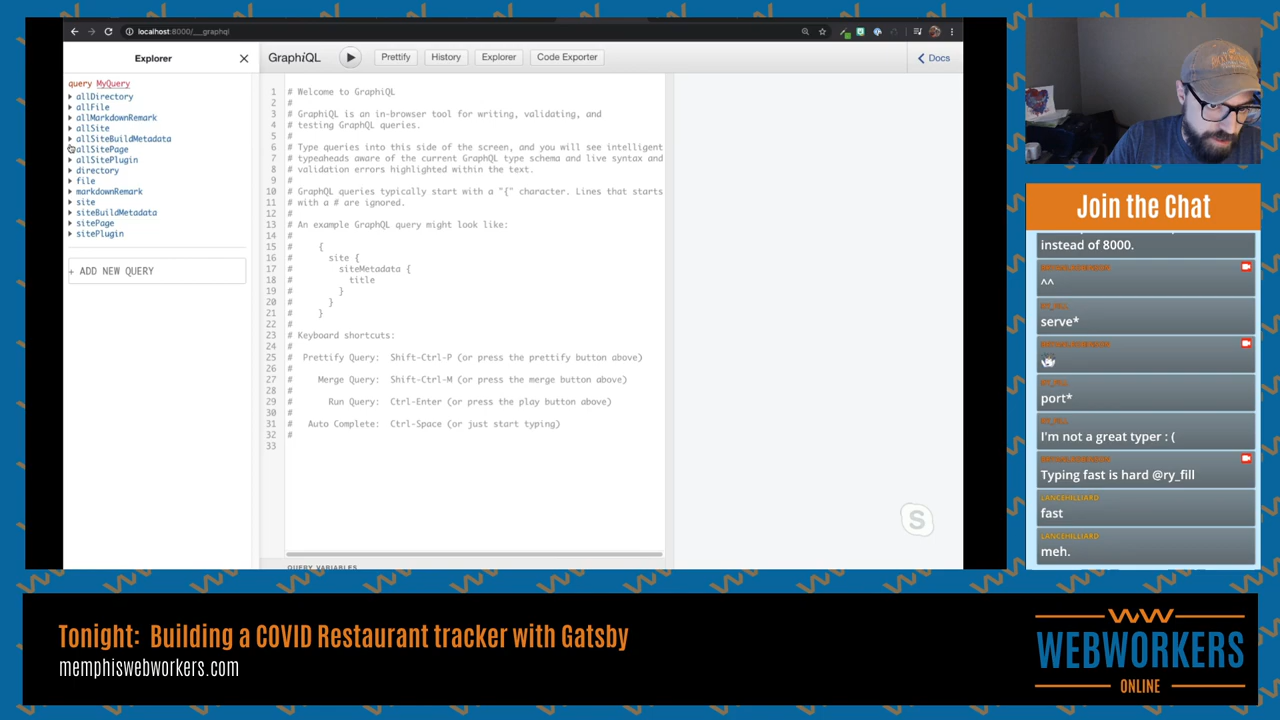 localhost:8000/___graphql
Explorer
query MyQuery
allDirectory
allFile
allMarkdownRemark
allSite
allSiteBuildMetadata
allSitePage
allSitePlugin
directory
file
markdownRemark
site
siteBuildMetadata
sitePage
sitePlugin
+ ADD NEW QUERY
GraphiQL
Prettify
History
Explorer
Code Exporter
Docs
1 # Welcome to GraphiQL
2 #
3 # GraphiQL is an in-browser tool for writing, validating, and
4 # testing GraphQL queries.
5 #
6 # Type queries into this side of the screen, and you will see intelligent
7 # typeaheads aware of the current GraphQL type schema and live syntax and
8 # validation errors highlighted within the text.
9 #
10 # GraphQL queries typically start with a "{" character. Lines that starts
11 # with a # are ignored.
12 #
13 # An example GraphQL query might look like:
14 #
15 # {
16 # site {
17 # siteMetadata {
18 # title
19 # }
20 # }
21 # }
22 #
23 # Keyboard shortcuts:
24 #
25 # Prettify Query: Shift-Ctrl-P (or press the prettify button above)
26 #
27 # Merge Query: Shift-Ctrl-M (or press the merge button above)
28 #
29 # Run Query: Ctrl-Enter (or press the play button above)
30 #
31 # Auto Complete: Ctrl-Space (or just start typing)
32 #
33
QUERY VARIABLES
S
Join the Chat
instead of 8000.
^^
RY_FILL
serve*
RY_FILL
port*
RY_FILL
I'm not a great typer : (
Typing fast is hard @ry_fill
LANCEHILLIARD
fast
LANCEHILLIARD
meh.
Tonight: Building a COVID Restaurant tracker with Gatsby
memphiswebworkers.com
WEBWORKERS
ONLINE